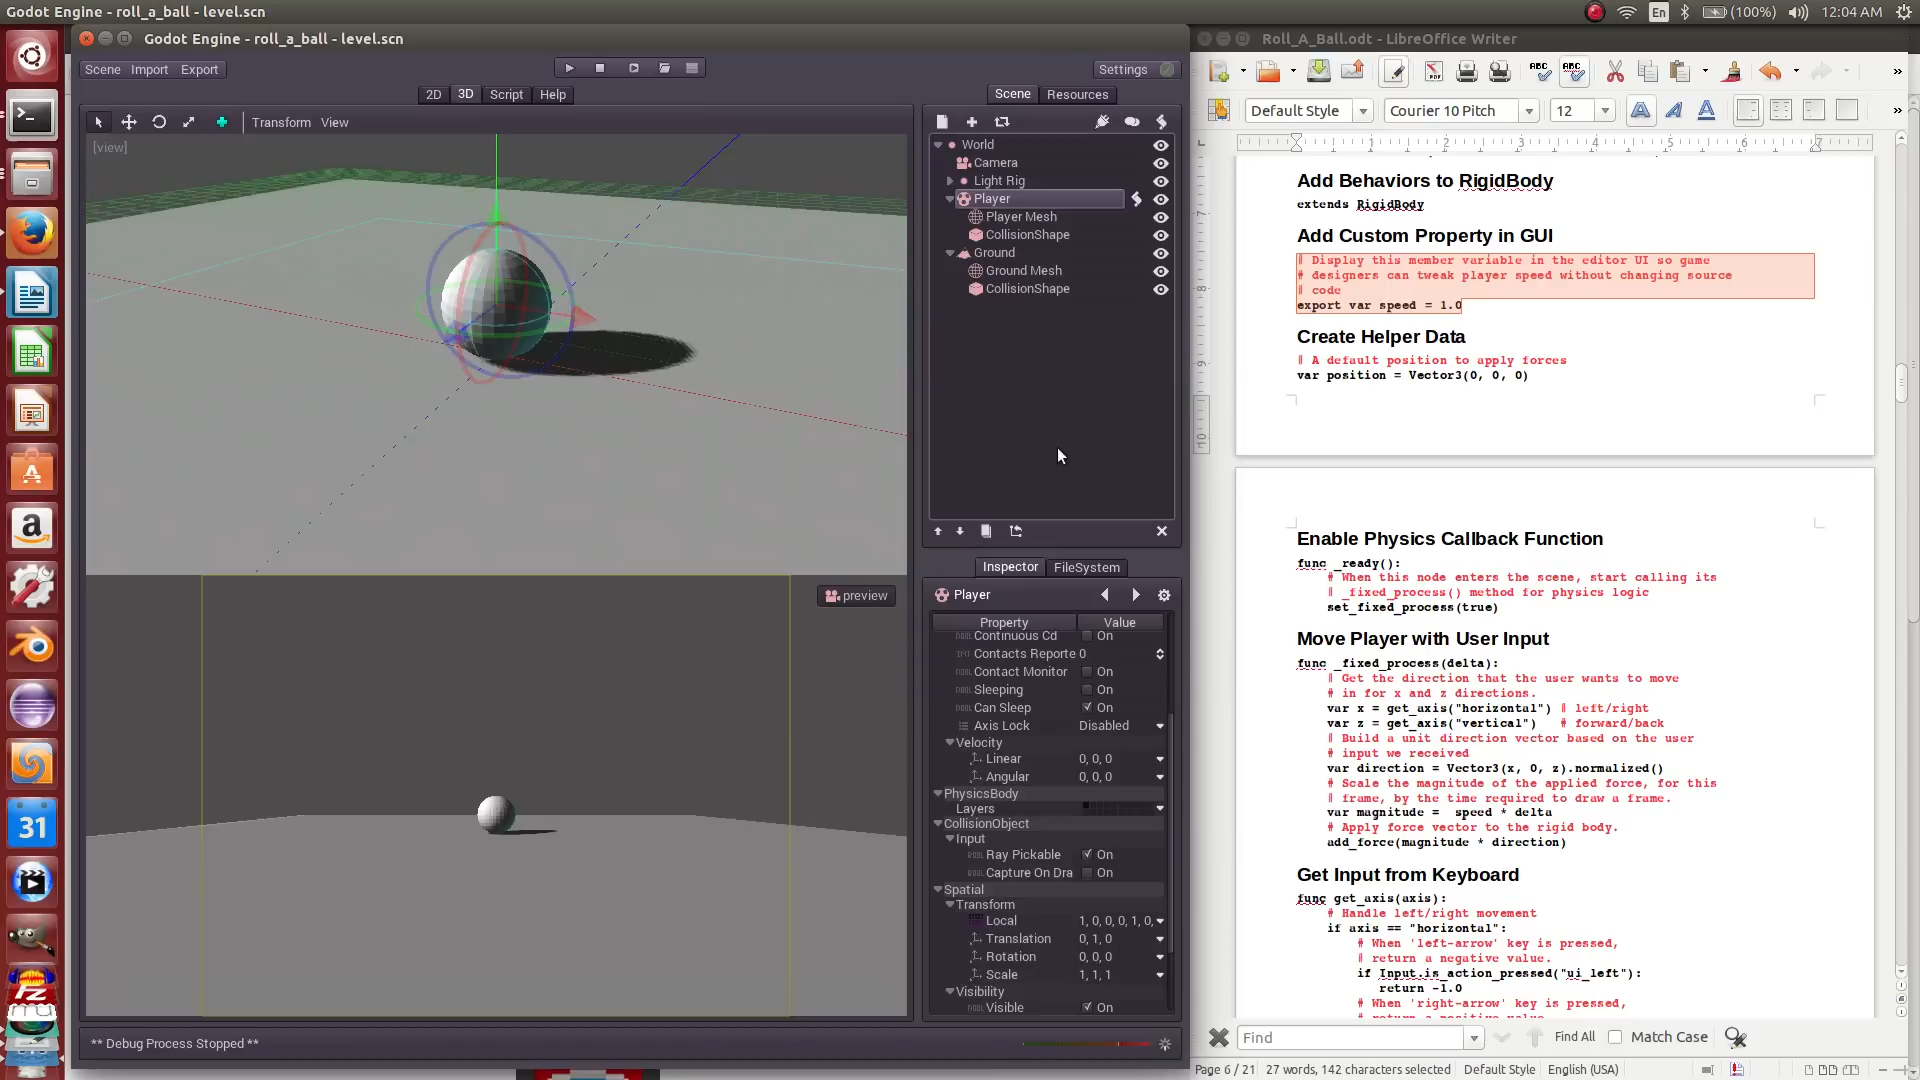 Godot Engine - roll_a_ball - level.scn
En
(100%)
12:04 AM
Godot Engine - roll_a_ball - level.scn
Scene Import Export
Settings
2D 3D Script Help
Transform View
[view]
preview
** Debug Process Stopped **
Scene Resources
World
Camera
Light Rig
Player
Player Mesh
CollisionShape
Ground
Ground Mesh
CollisionShape
Inspector FileSystem
Player
Property Value
Continuous Cd On
Contacts Reporte 0
Contact Monitor On
Sleeping On
Can Sleep On
Axis Lock Disabled
Velocity
Linear 0, 0, 0
Angular 0, 0, 0
PhysicsBody
Layers
CollisionObject
Input
Ray Pickable On
Capture On Dra On
Spatial
Transform
Local 1, 0, 0, 0, 1, 0,
Translation 0, 1, 0
Rotation 0, 0, 0
Scale 1, 1, 1
Visibility
Visible On
31
Roll_A_Ball.odt - LibreOffice Writer
Default Style Courier 10 Pitch 12
1 2 3 4 5 6 7
Add Behaviors to RigidBody
extends RigidBody
Add Custom Property in GUI
# Display this member variable in the editor UI so game
# designers can tweak player speed without changing source
# code
export var speed = 1.0
Create Helper Data
# A default position to apply forces
var position = Vector3(0, 0, 0)
Enable Physics Callback Function
func _ready():
# When this node enters the scene, start calling its
# _fixed_process() method for physics logic
set_fixed_process(true)
Move Player with User Input
func _fixed_process(delta):
# Get the direction that the user wants to move
# in for x and z directions.
var x = get_axis("horizontal") # left/right
var z = get_axis("vertical") # forward/back
# Build a unit direction vector based on the user
# input we received
var direction = Vector3(x, 0, z).normalized()
# Scale the magnitude of the applied force, for this
# frame, by the time required to draw a frame.
var magnitude = speed * delta
# Apply force vector to the rigid body.
add_force(magnitude * direction)
Get Input from Keyboard
func get_axis(axis):
# Handle left/right movement
if axis == "horizontal":
# When 'left-arrow' key is pressed,
# return a negative value.
if Input.is_action_pressed("ui_left"):
return -1.0
# When 'right-arrow' key is pressed,
Find Find All Match Case
Page 6 / 21 27 words, 142 characters selected Default Style English (USA)